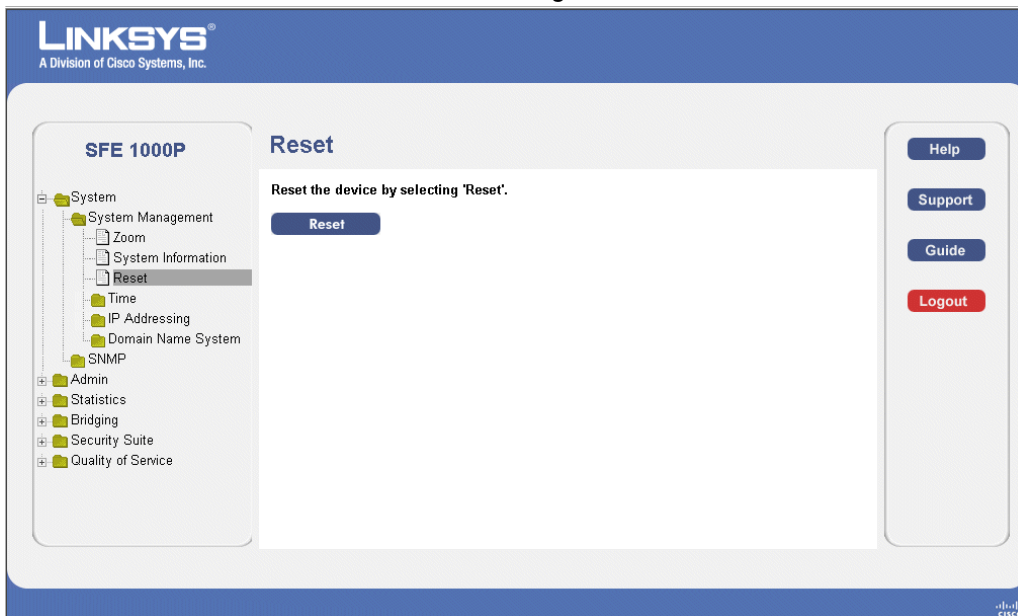 LINKSYS®
A Division of Cisco Systems, Inc.
SFE 1000P
System
System Management
Zoom
System Information
Reset
Time
IP Addressing
Domain Name System
SNMP
Admin
Statistics
Bridging
Security Suite
Quality of Service
Reset
Reset the device by selecting 'Reset'.
Reset
Help
Support
Guide
Logout
CISCO